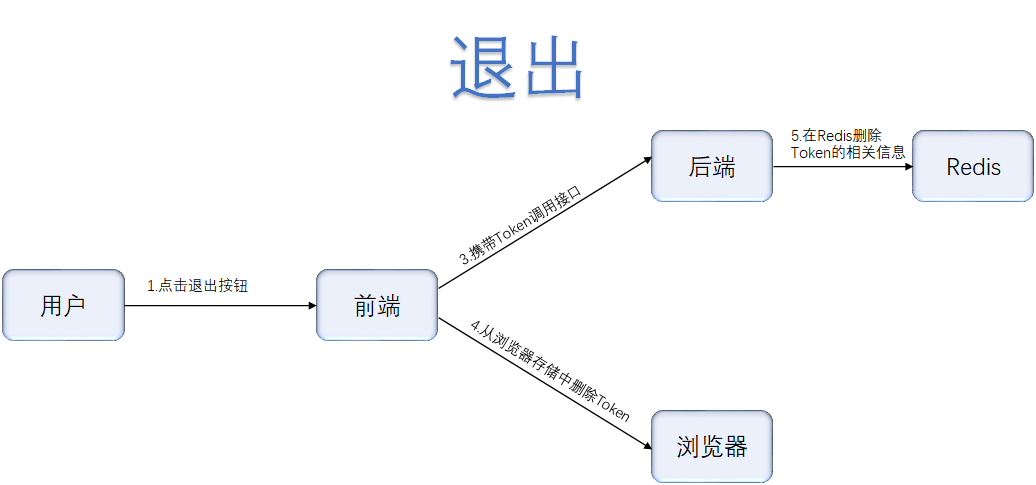 退出
5.在Redis删除
Token的相关信息
后端
Redis
3.携带Token调用接口
1.点击退出按钮
用户
前端
4.从浏览器存储中删除Token
浏览器